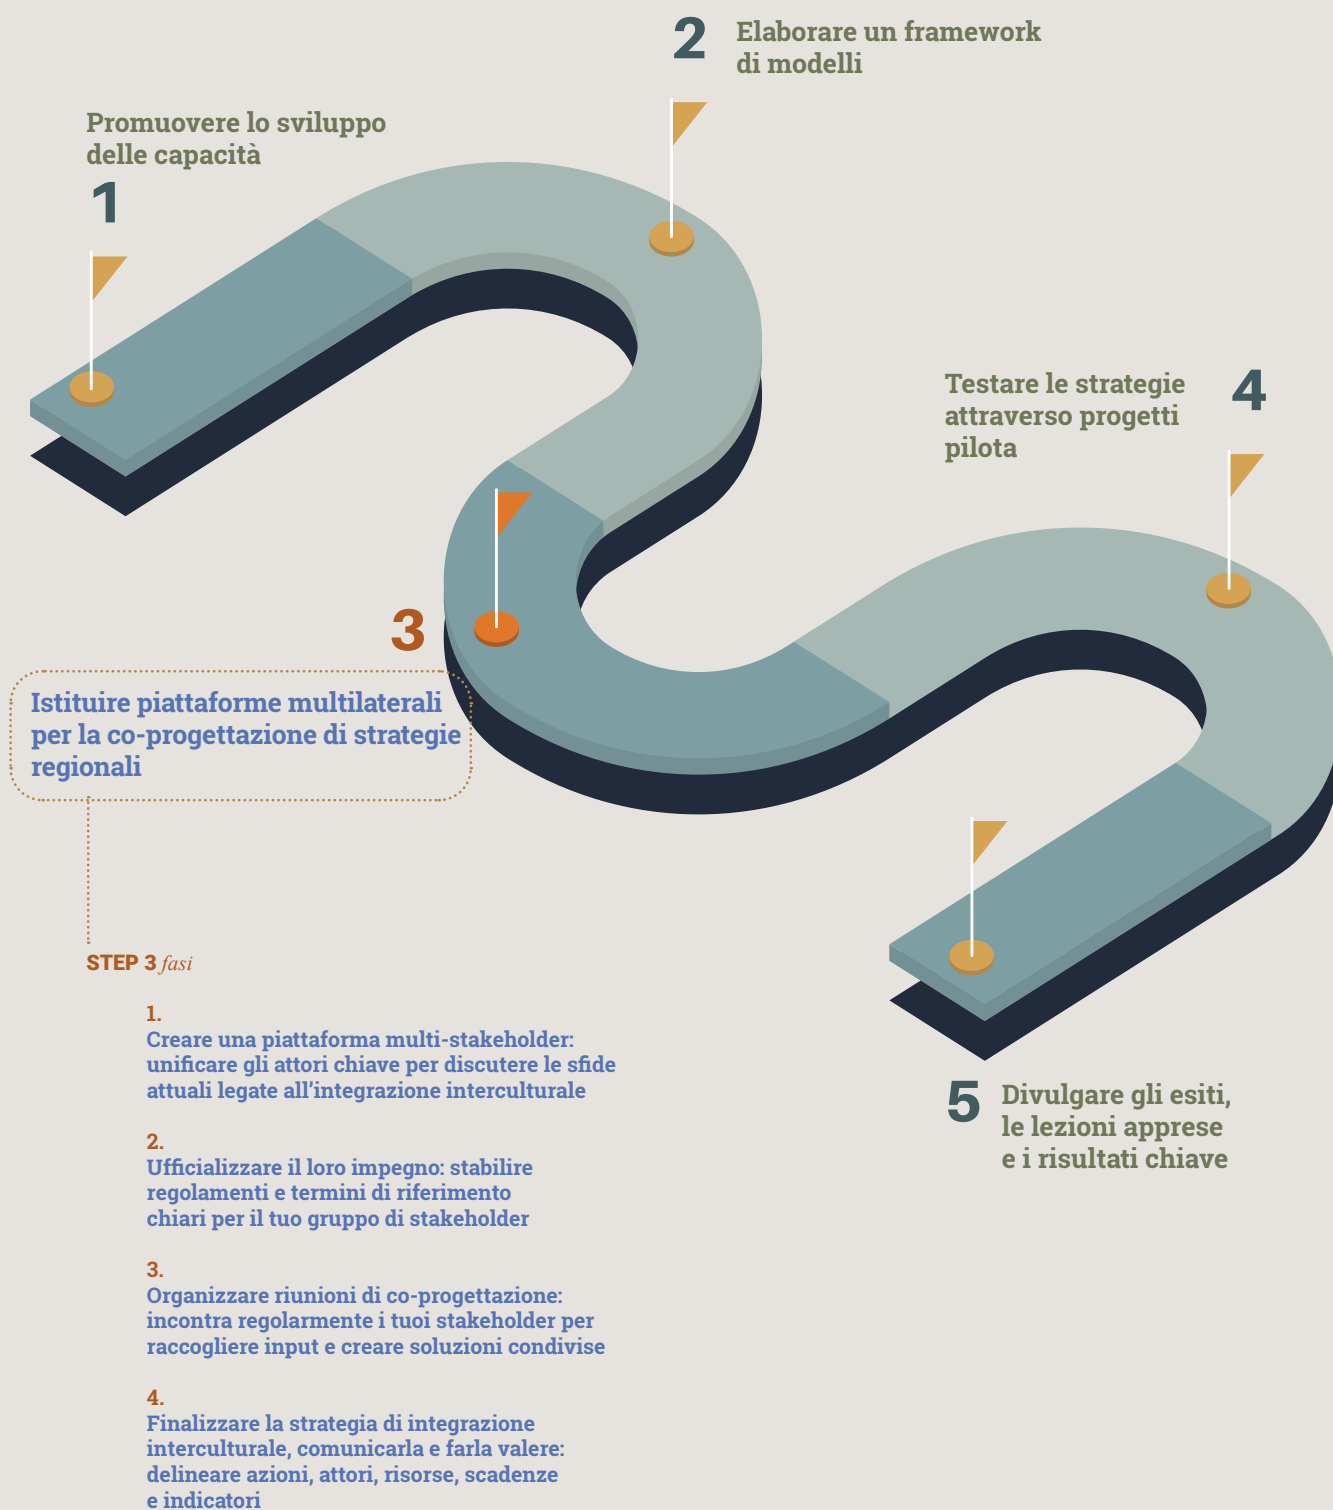 2
Elaborare un framework
di modelli
Promuovere lo sviluppo
delle capacità
1
Testare le strategie
attraverso progetti
pilota
4
3
Istituire piattaforme multilaterali
per la co-progettazione di strategie
regionali
STEP 3 fasi
1.
Creare una piattaforma multi-stakeholder:
unificare gli attori chiave per discutere le sfide
attuali legate all’integrazione interculturale
2.
Ufficializzare il loro impegno: stabilire
regolamenti e termini di riferimento
chiari per il tuo gruppo di stakeholder
3.
Organizzare riunioni di co-progettazione:
incontra regolarmente i tuoi stakeholder per
raccogliere input e creare soluzioni condivise
4.
Finalizzare la strategia di integrazione
interculturale, comunicarla e farla valere:
delineare azioni, attori, risorse, scadenze
e indicatori
5
Divulgare gli esiti,
le lezioni apprese
e i risultati chiave